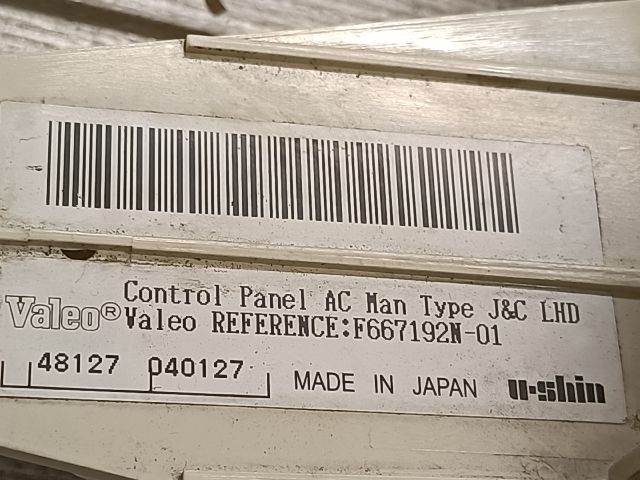 Valeo® Control Panel AC Man Type J&C LHD
Valeo REFERENCE:F667192N-01
48127 040127 MADE IN JAPAN u-shin